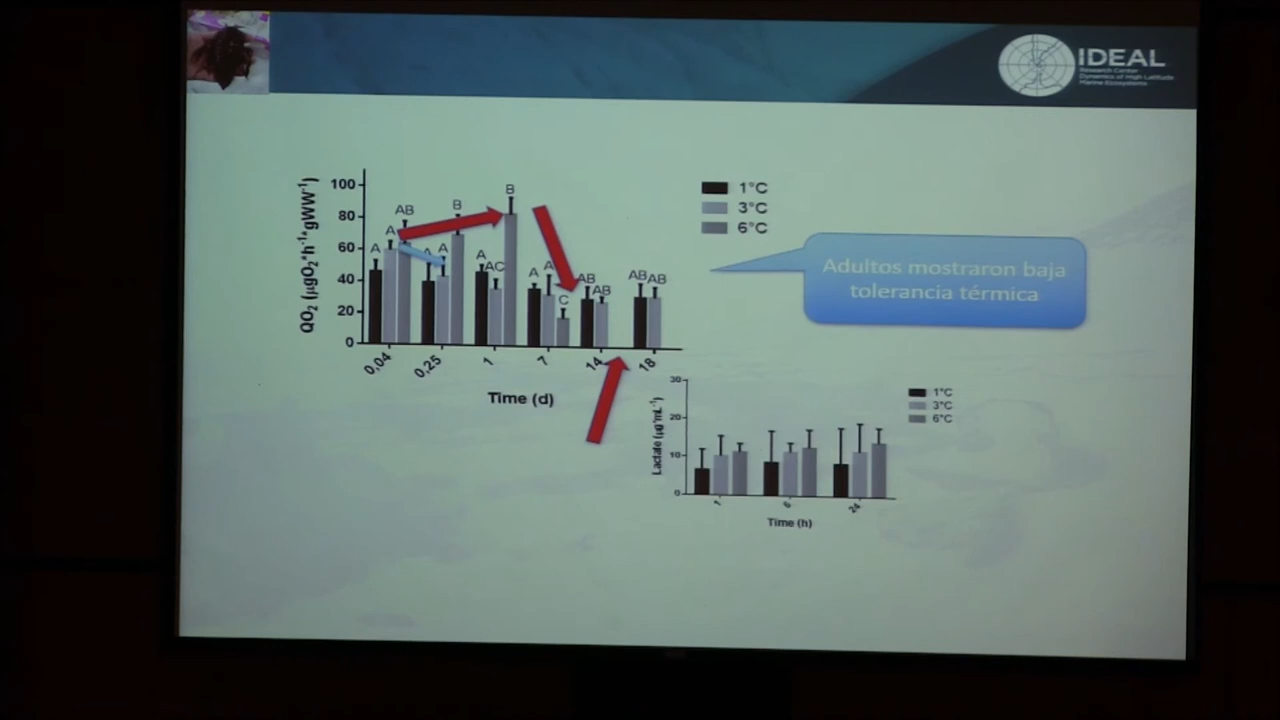 IDEAL
Research Center
Dynamics of High Latitude
Marine Ecosystems
QO2 (µgO2*h-1*gWW-1)
100
80
60
40
20
0
A A AB
A A B
A AC B
A A C
AB AB
AB AB
0,04 0,25 1 7 14 18
Time (d)
1°C
3°C
6°C
Adultos mostraron baja
tolerancia térmica
Lactate (µg*mL-1)
30
20
10
0
1 6 24
Time (h)
1°C
3°C
6°C